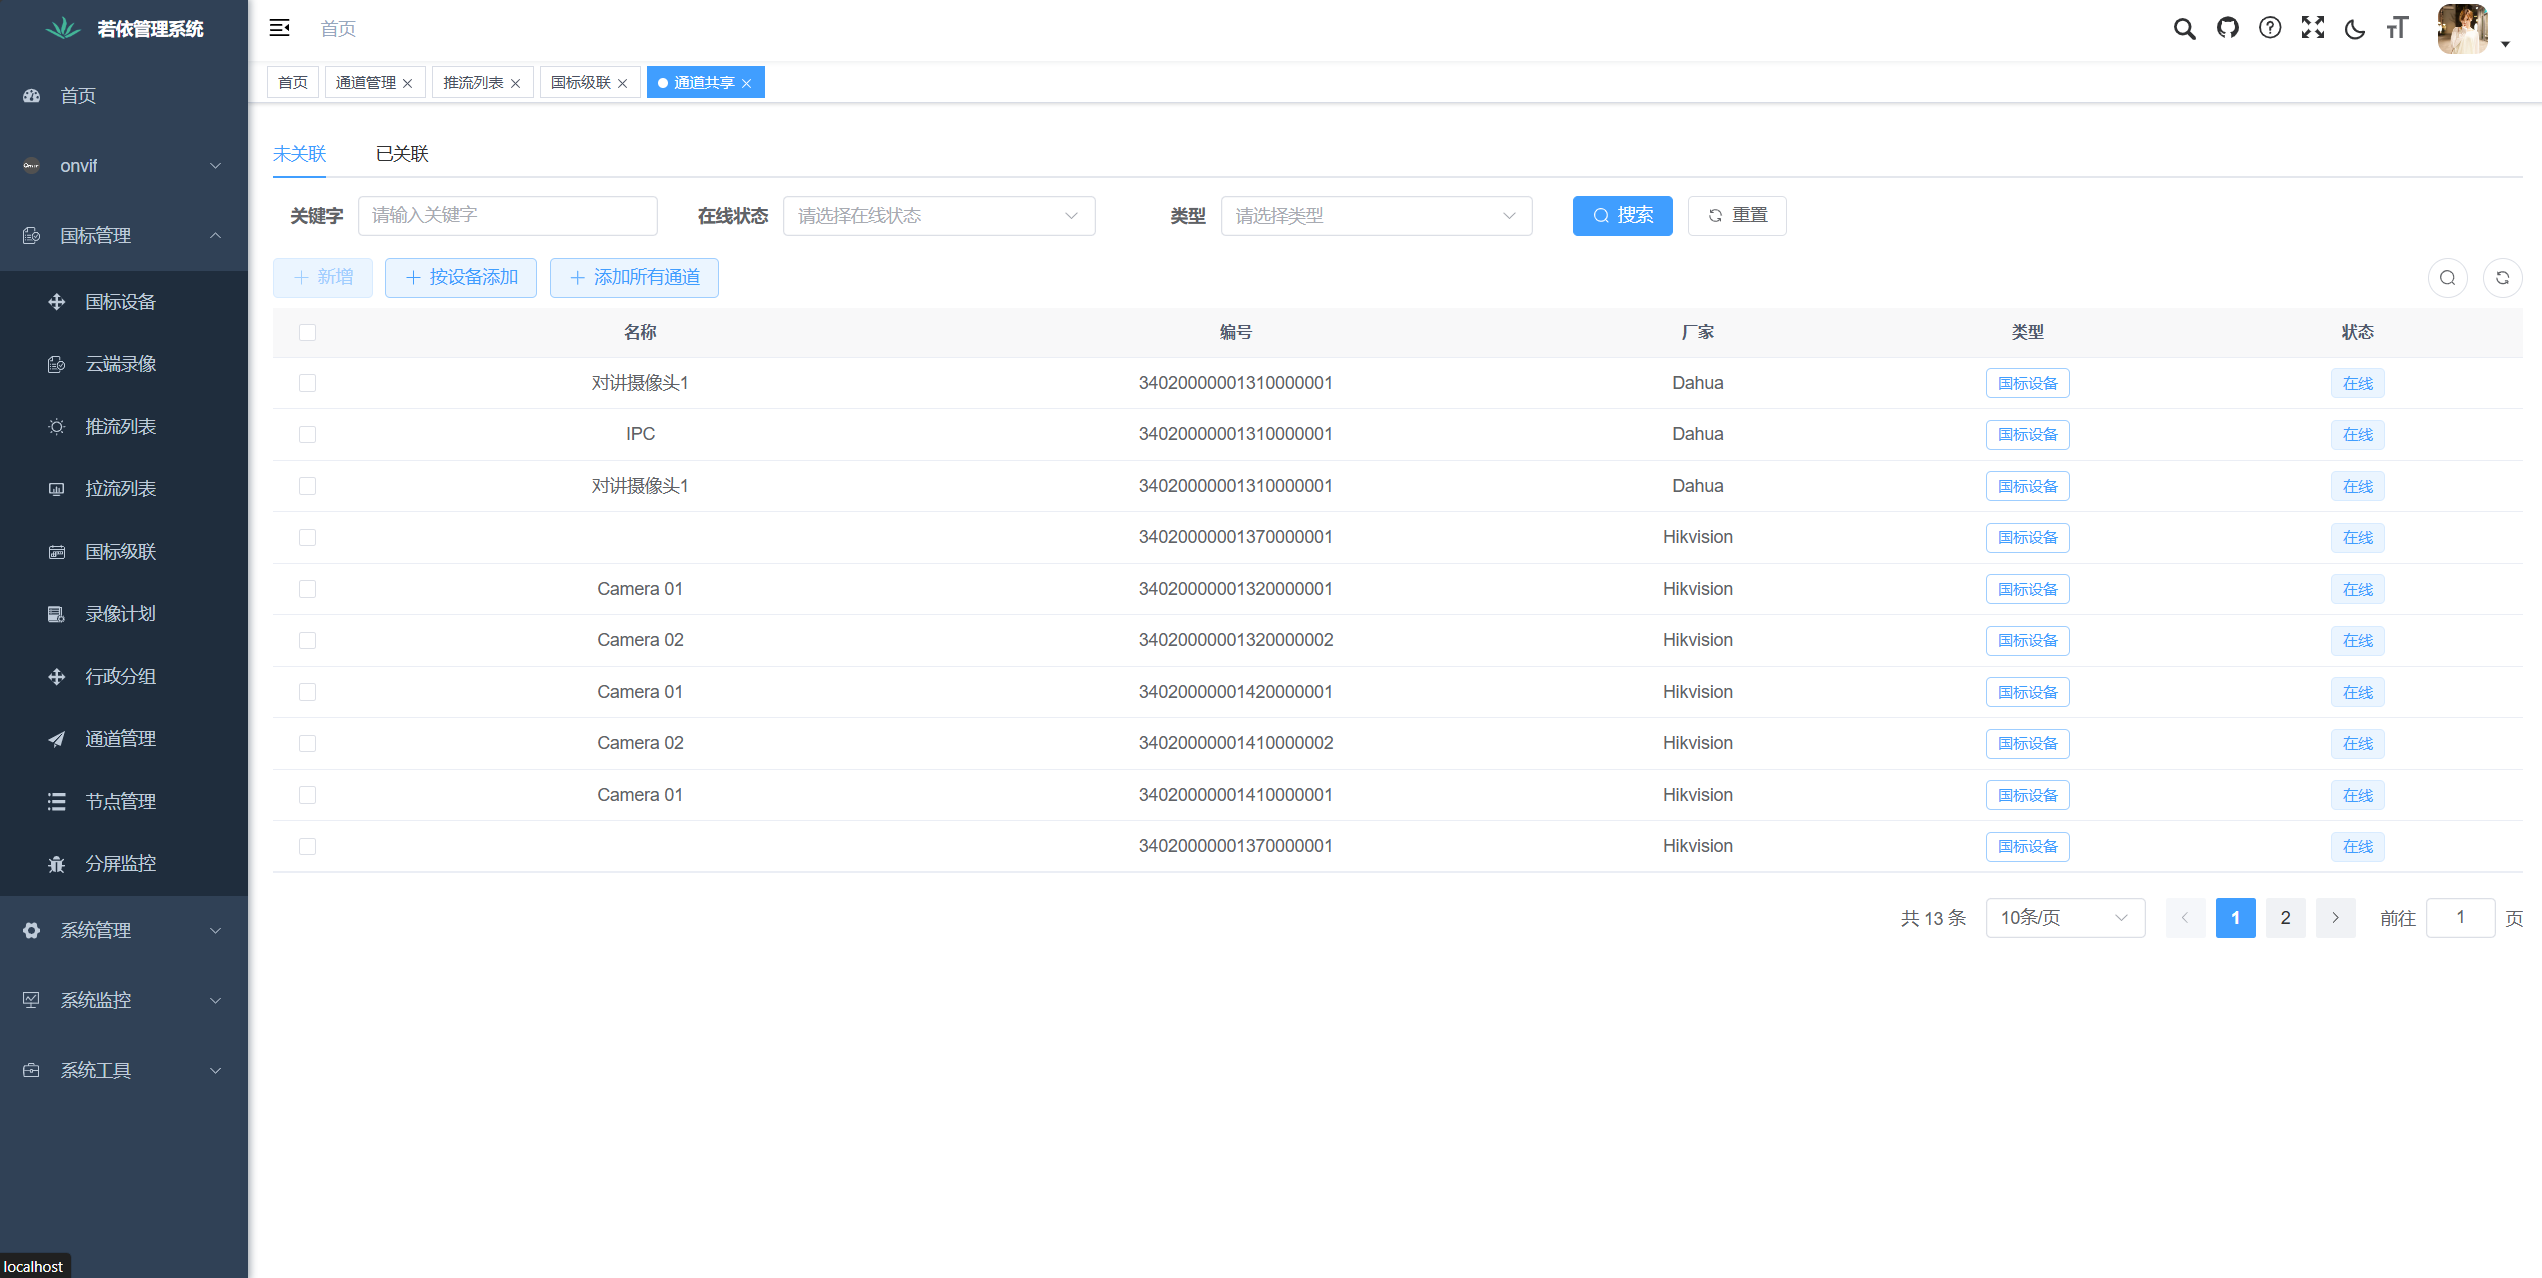 若依管理系统
首页
onvif
国标管理
国标设备
云端录像
推流列表
拉流列表
国标级联
录像计划
行政分组
通道管理
节点管理
分屏监控
系统管理
系统监控
系统工具
localhost
首页
首页 通道管理 推流列表 国标级联 通道共享
未关联 已关联
关键字 请输入关键字 在线状态 请选择在线状态 类型 请选择类型 搜索 重置
新增 按设备添加 添加所有通道
名称 编号 厂家 类型 状态
对讲摄像头1 34020000001310000001 Dahua 国标设备 在线
IPC 34020000001310000001 Dahua 国标设备 在线
对讲摄像头1 34020000001310000001 Dahua 国标设备 在线
34020000001370000001 Hikvision 国标设备 在线
Camera 01 34020000001320000001 Hikvision 国标设备 在线
Camera 02 34020000001320000002 Hikvision 国标设备 在线
Camera 01 34020000001420000001 Hikvision 国标设备 在线
Camera 02 34020000001410000002 Hikvision 国标设备 在线
Camera 01 34020000001410000001 Hikvision 国标设备 在线
34020000001370000001 Hikvision 国标设备 在线
共 13 条 10条/页 1 2 前往 1 页